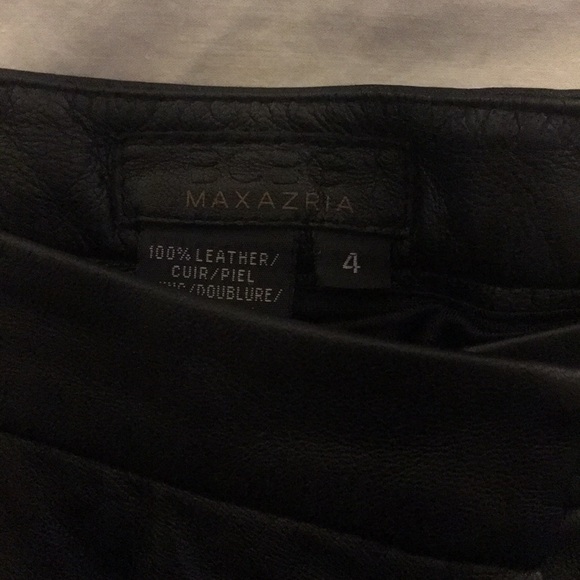 MAXAZRIA
100% LEATHER/
CUIR/PIEL
/DOUBLURE/
4